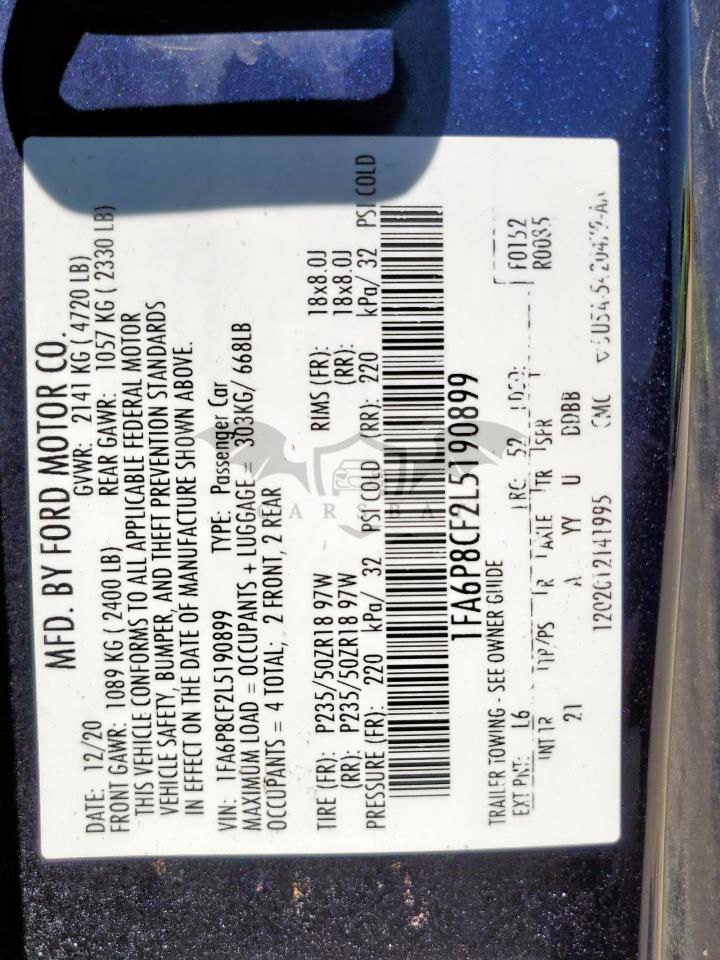 MFD. BY FORD MOTOR CO.
DATE: 12/20 GVWR: 2141 KG ( 4720 LB)
FRONT GAWR: 1089 KG ( 2400 LB) REAR GAWR: 1057 KG ( 2330 LB)
THIS VEHICLE CONFORMS TO ALL APPLICABLE FEDERAL MOTOR
VEHICLE SAFETY, BUMPER, AND THEFT PREVENTION STANDARDS
IN EFFECT ON THE DATE OF MANUFACTURE SHOWN ABOVE.
VIN: 1FA6P8CF2L5190899 TYPE: Passenger Car
MAXIMUM LOAD = OCCUPANTS + LUGGAGE = 303KG/ 668LB
OCCUPANTS = 4 TOTAL; 2 FRONT, 2 REAR
TIRE (FR): P235/50ZR18 97W RIMS (FR): 18x8.0J
(RR): P235/50ZR18 97W (RR): 18x8.0J
PRESSURE (FR): 220 kPa/ 32 PSI COLD (RR): 220 kPa/ 32 PSI COLD
1FA6P8CF2L5190899
TRAILER TOWING - SEE OWNER GUIDE F0152
EXT PNT: L6 RC: 52 R0035
INT TR TP/PS R AXLE TR SPR
21 A YY U DDBB